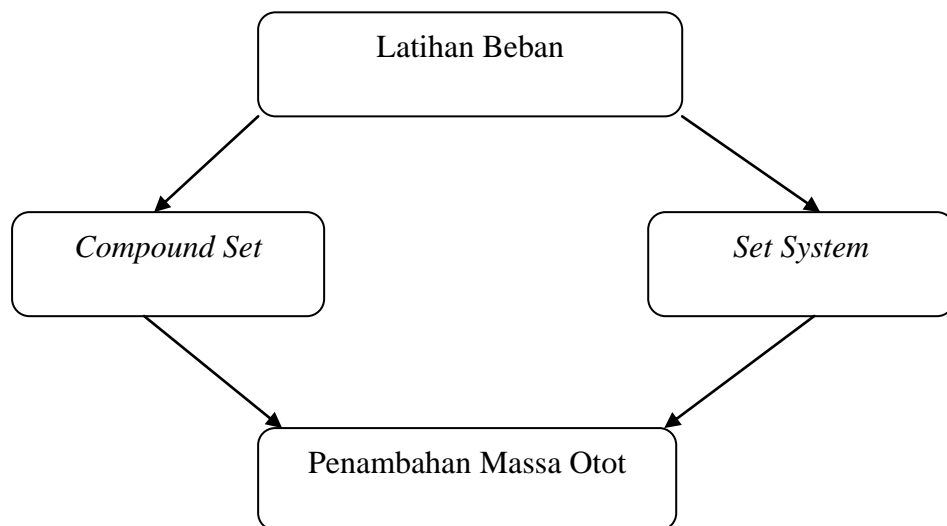 Latihan Beban
Compound Set
Set System
Penambahan Massa Otot